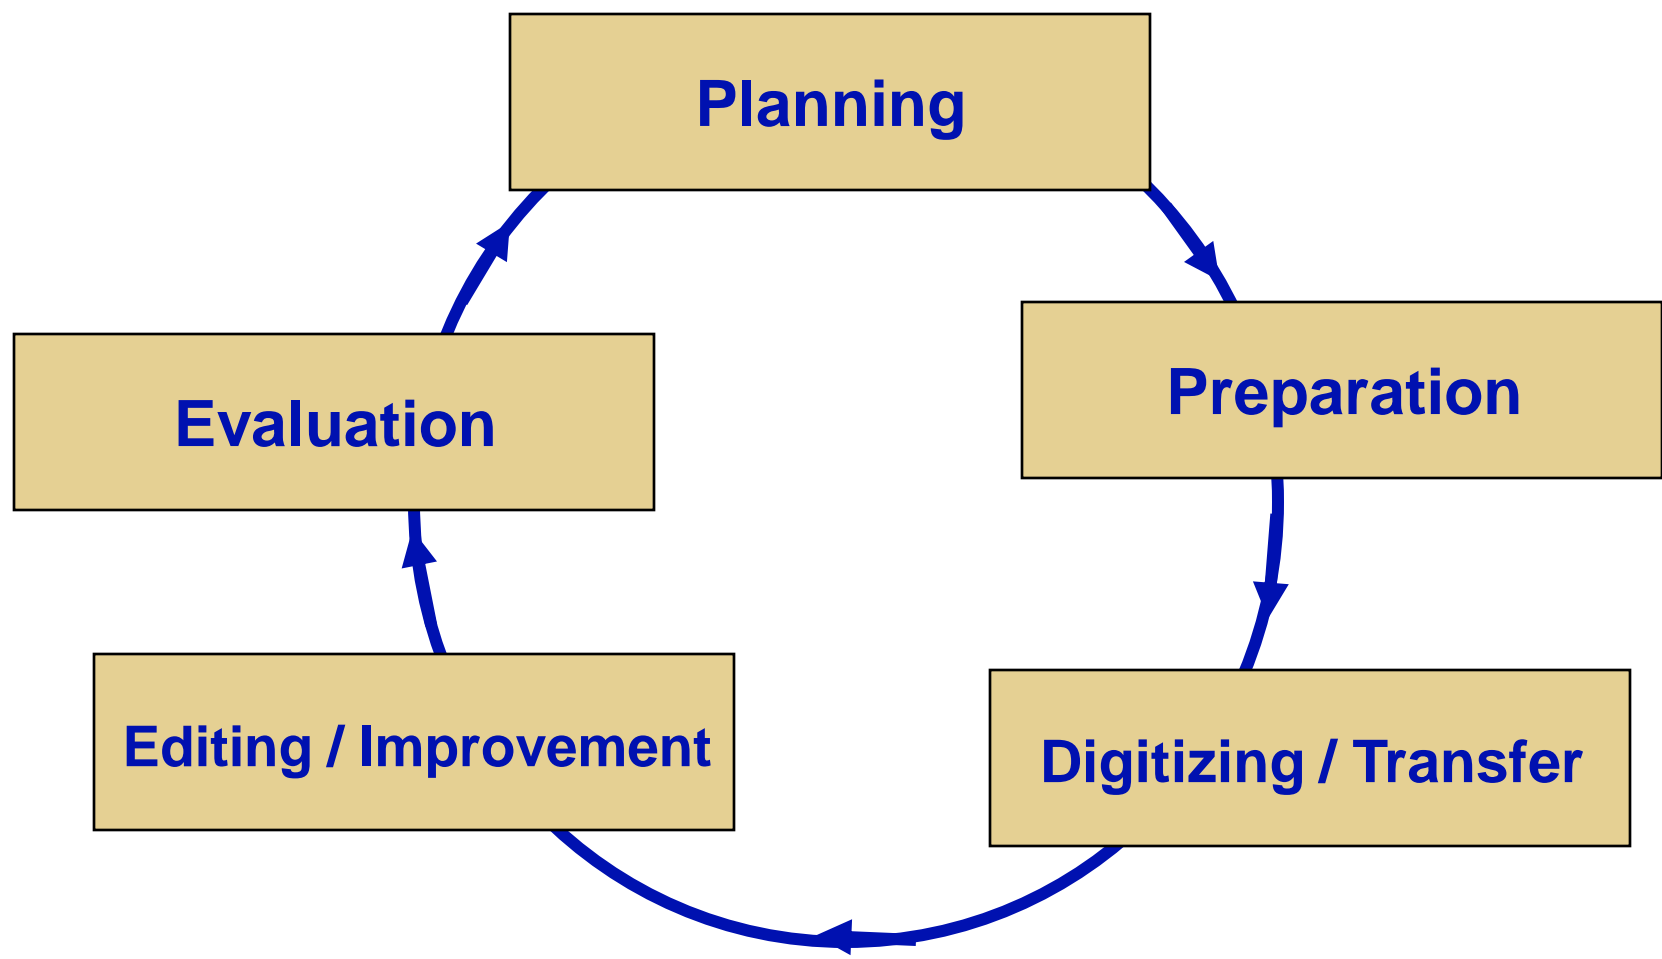 Planning
Preparation
Evaluation
Editing / Improvement
Digitizing / Transfer